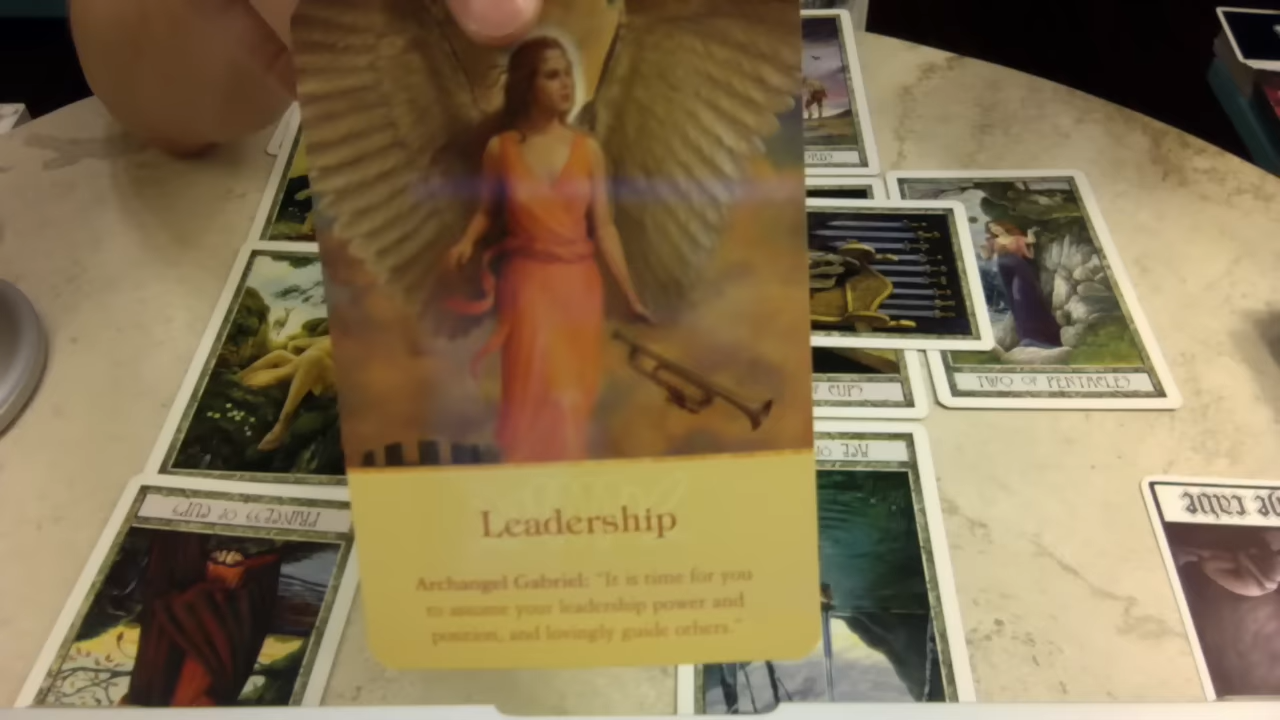 ORDS
TWO OF PENTACLES
F CUPS
ACE O
PRINCESS OF CUPS
Leadership
Archangel Gabriel: "It is time for you
to assume your leadership power and
position, and lovingly guide others."